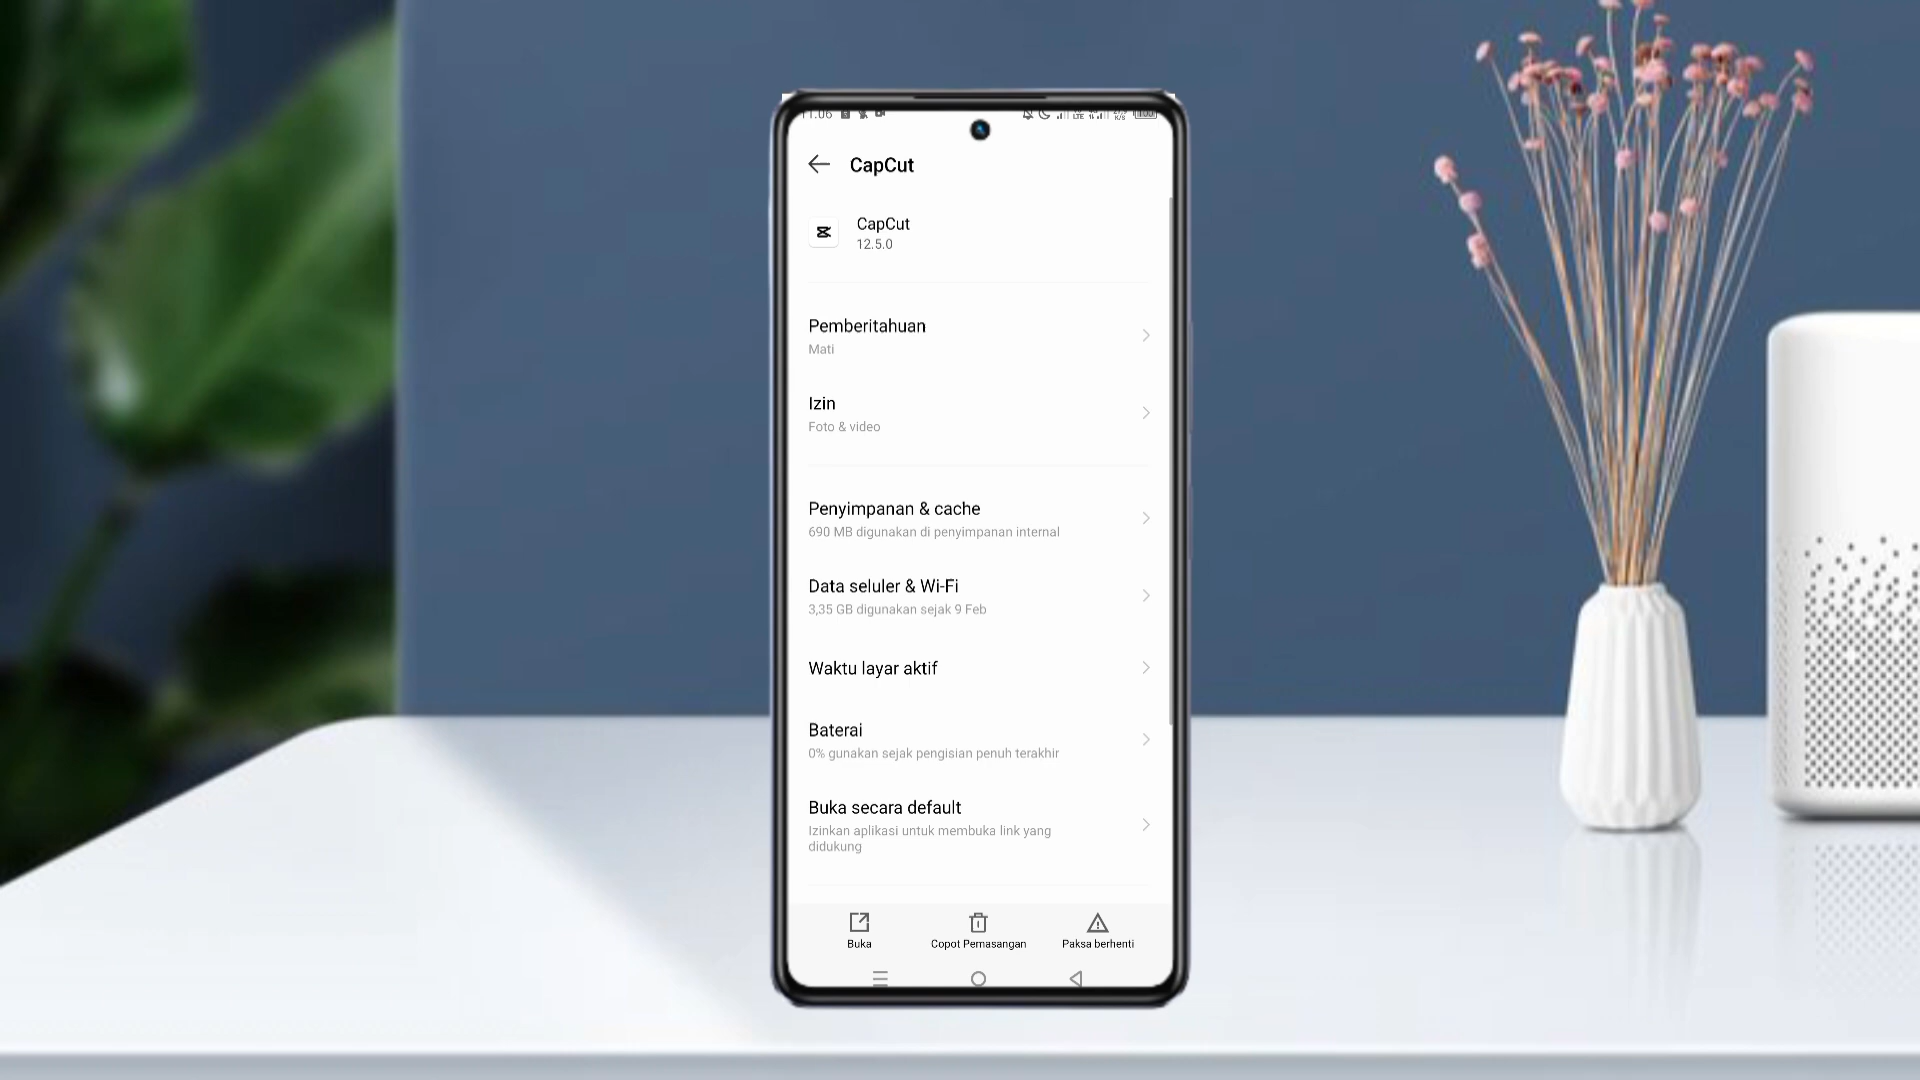 11.06
CapCut
CapCut
12.5.0
Pemberitahuan
Mati
Izin
Foto & video
Penyimpanan & cache
690 MB digunakan di penyimpanan internal
Data seluler & Wi-Fi
3,35 GB digunakan sejak 9 Feb
Waktu layar aktif
Baterai
0% gunakan sejak pengisian penuh terakhir
Buka secara default
Izinkan aplikasi untuk membuka link yang
didukung
Buka
Copot Pemasangan
Paksa berhenti